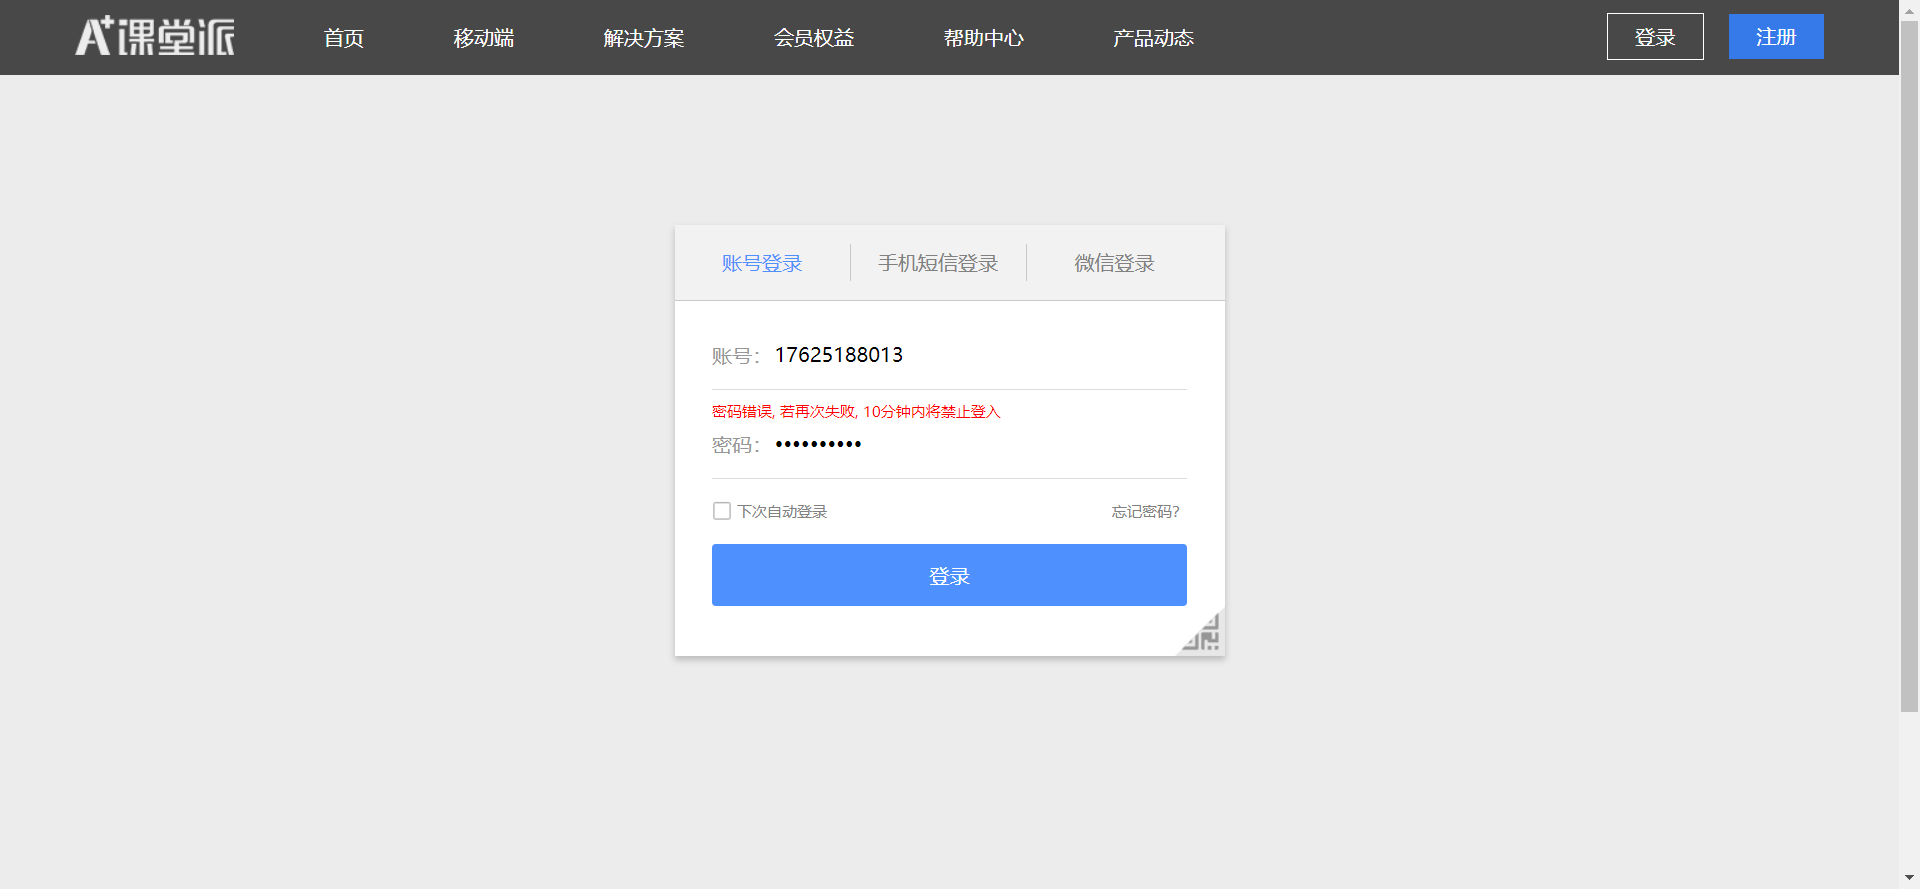 A+课堂派 首页 移动端 解决方案 会员权益 帮助中心 产品动态 登录 注册
账号登录 手机短信登录 微信登录
账号： 17625188013
密码错误, 若再次失败, 10分钟内将禁止登入
密码： ••••••••••
下次自动登录 忘记密码?
登录